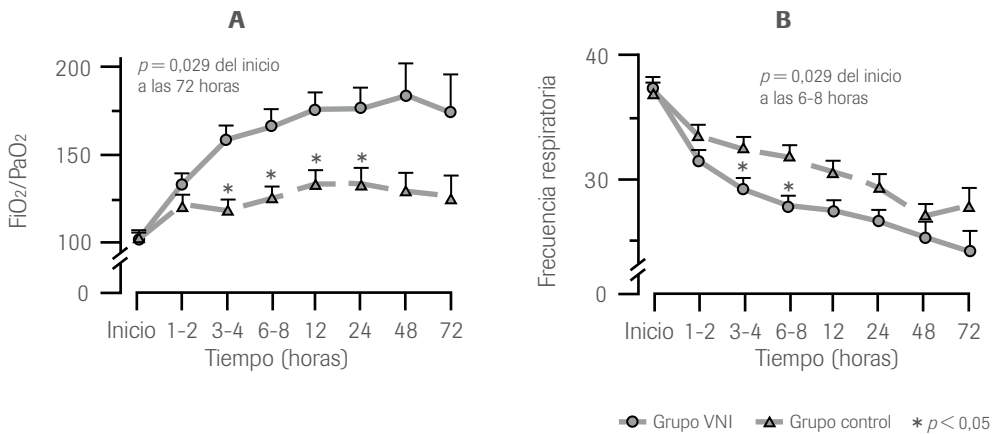 A
p = 0,029 del inicio
a las 72 horas
FiO2/PaO2
200
150
100
0
Inicio 1-2 3-4 6-8 12 24 48 72
Tiempo (horas)
B
p = 0,029 del inicio
a las 6-8 horas
Frecuencia respiratoria
40
30
0
Inicio 1-2 3-4 6-8 12 24 48 72
Tiempo (horas)
* * * *
* *
Grupo VNI Grupo control * p < 0,05